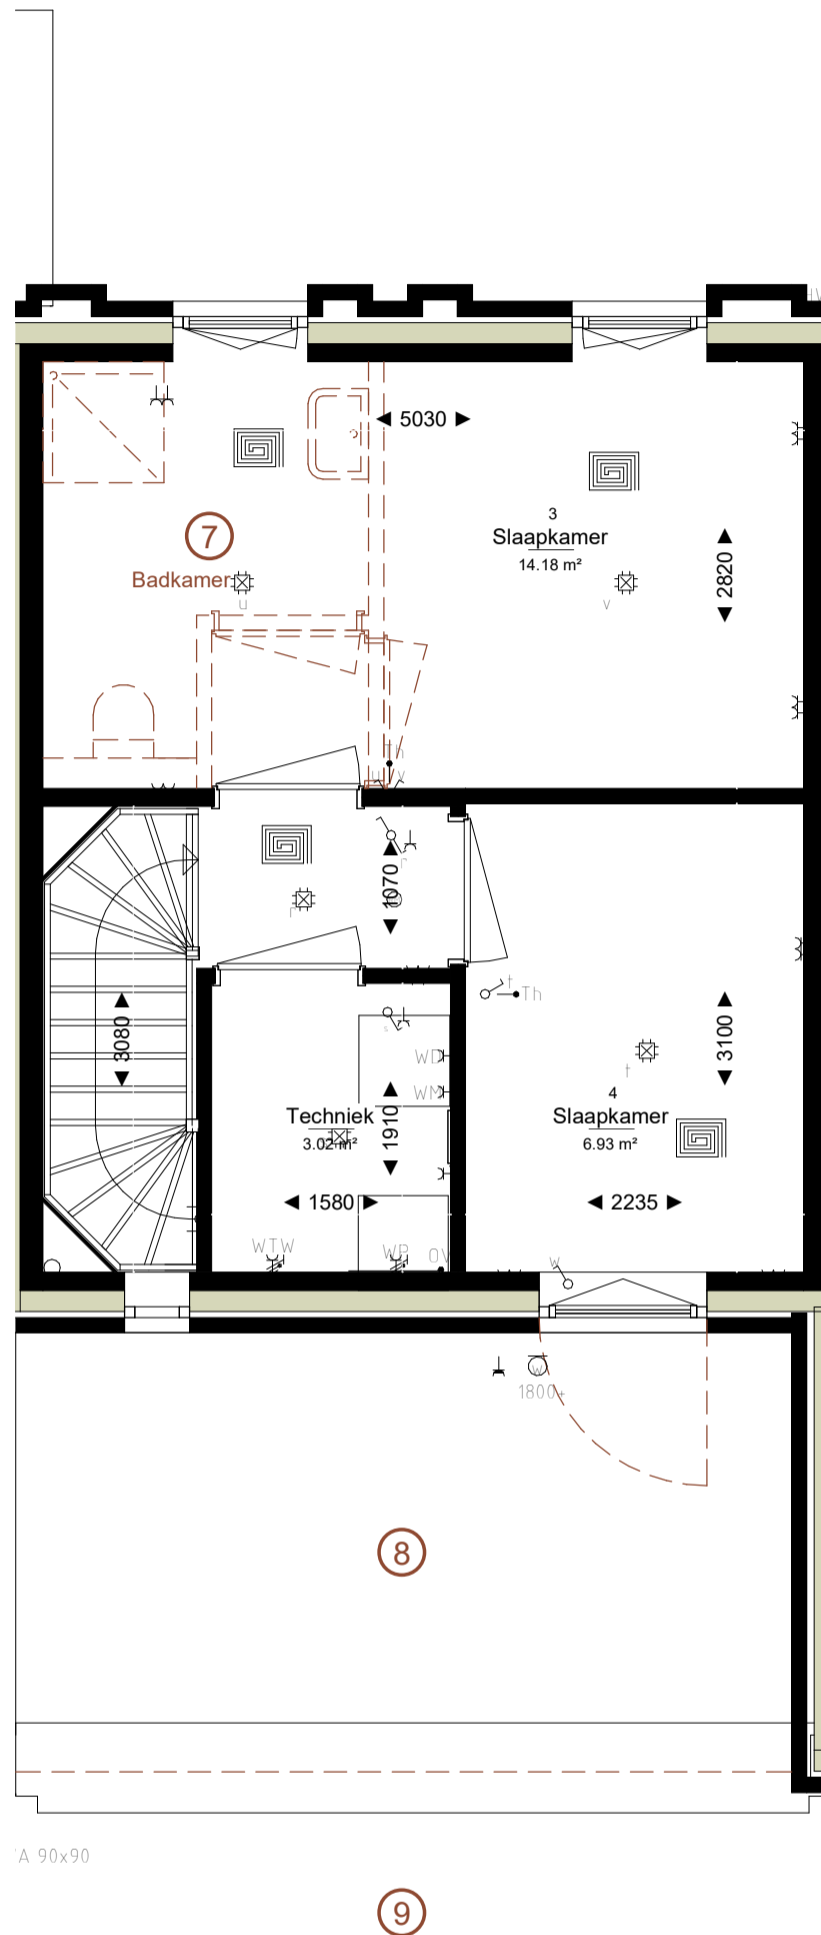 5030
3
Slaapkamer
14.18 m²
7
Badkamer
2820
u
v
Th
u
v
r
1070
r
t
Th
3080
s
WD
WM
t
3100
4
Slaapkamer
6.93 m²
Techniek
3.02 m²
1910
1580
2235
WTW
WP
OV
w
w
1800+
8
A 90x90
9